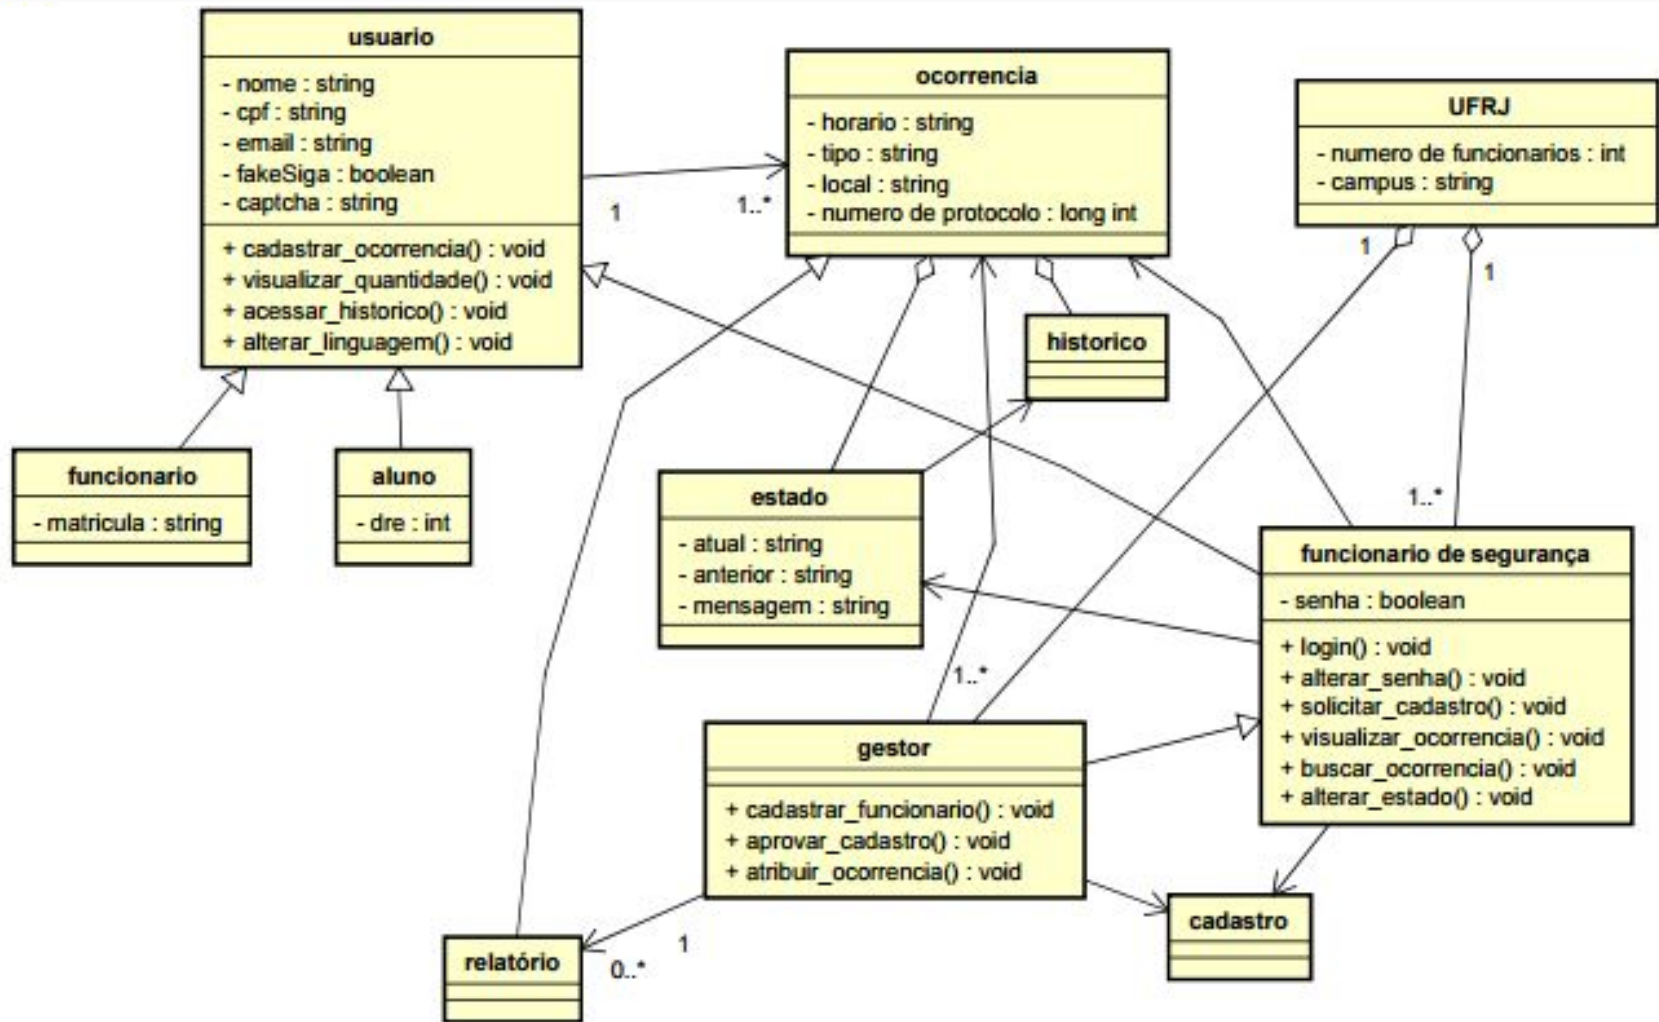 usuario
- nome : string
- cpf : string
- email : string
- fakeSiga : boolean
- captcha : string
+ cadastrar_ocorrencia() : void
+ visualizar_quantidade() : void
+ acessar_historico() : void
+ alterar_linguagem() : void
ocorrencia
- horario : string
- tipo : string
- local : string
- numero de protocolo : long int
UFRJ
- numero de funcionarios : int
- campus : string
1
1..*
1
1
historico
funcionario
- matricula : string
aluno
- dre : int
estado
- atual : string
- anterior : string
- mensagem : string
1..*
funcionario de segurança
- senha : boolean
+ login() : void
+ alterar_senha() : void
+ solicitar_cadastro() : void
+ visualizar_ocorrencia() : void
+ buscar_ocorrencia() : void
+ alterar_estado() : void
1..*
gestor
+ cadastrar_funcionario() : void
+ aprovar_cadastro() : void
+ atribuir_ocorrencia() : void
cadastro
relatório
1
0..*